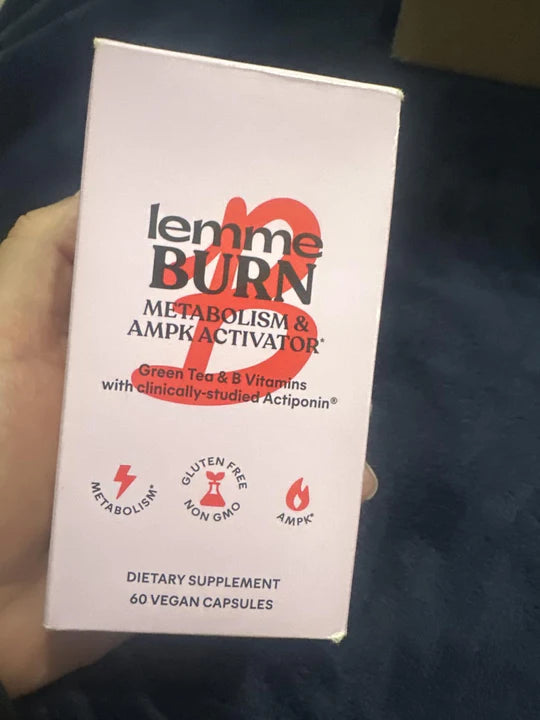 lemme
BURN
METABOLISM &
AMPK ACTIVATOR*
Green Tea & B Vitamins
with clinically-studied Actiponin®
METABOLISM*
GLUTEN FREE
NON GMO
AMPK*
DIETARY SUPPLEMENT
60 VEGAN CAPSULES